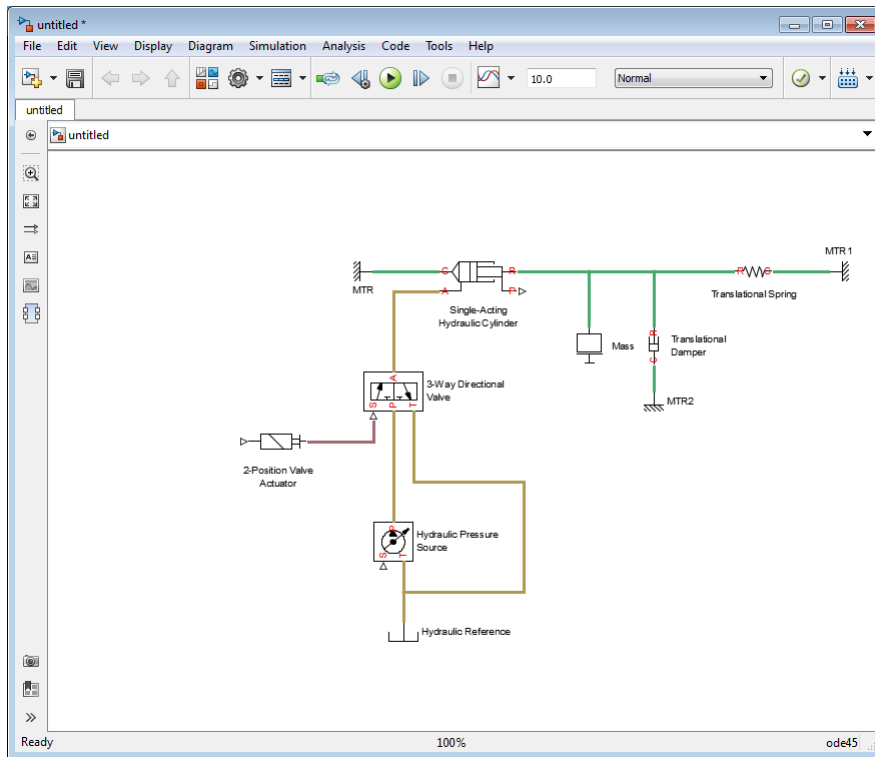 untitled *
File Edit View Display Diagram Simulation Analysis Code Tools Help
10.0 Normal
untitled
untitled
MTR
C R
A P
Single-Acting
Hydraulic Cylinder
MTR1
R C
Translational Spring
Mass
R
C
Translational
Damper
MTR2
A
S P T
3-Way Directional
Valve
2-Position Valve
Actuator
P
S T
Hydraulic Pressure
Source
Hydraulic Reference
Ready 100% ode45